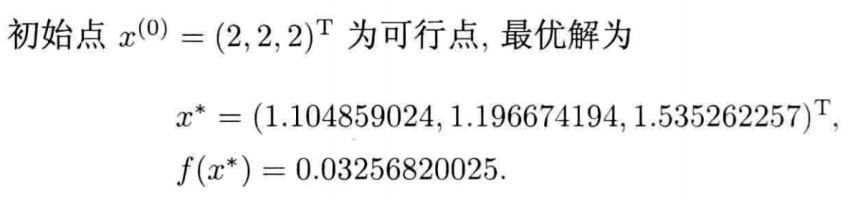 初始点 x^{(0)} = (2, 2, 2)^T 为可行点, 最优解为
x* = (1.104859024, 1.196674194, 1.535262257)^T,
f(x*) = 0.03256820025.